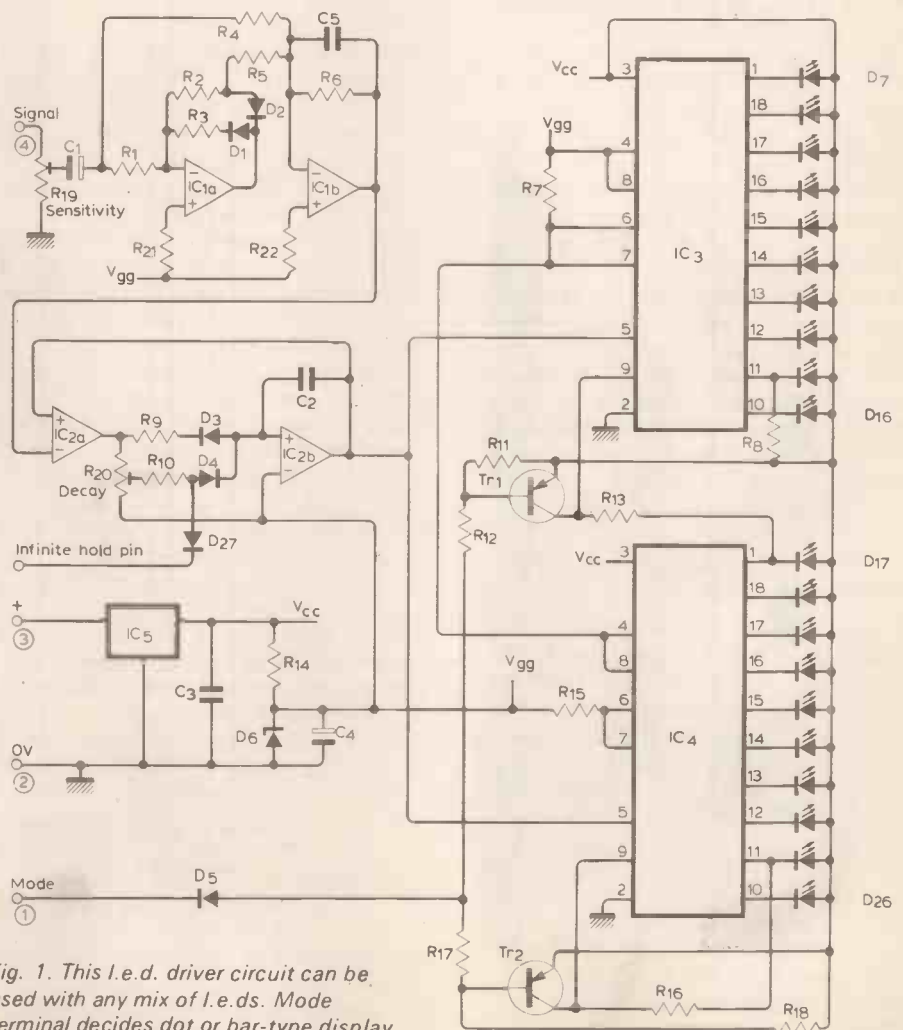 R4
C5
R5
R2
R6
D2
R3
D1
Signal
4
C1
R1
IC1a
IC1b
R19
Sensitivity
R21
R22
Vgg
C2
R9
D3
IC2a
R20
R10
D4
IC2b
Decay
D27
Infinite hold pin
+
3
IC5
Vcc
R14
C3
D6
C4
0V
2
Mode
1
D5
Vcc
3
1
D7
18
Vgg
4
17
8
16
R7
6
15
7
IC3
14
13
5
12
9
11
2
10
D16
R8
R11
Tr1
R12
R13
Vcc
3
1
D17
18
4
17
8
16
Vgg
R15
6
15
7
IC4
14
13
5
12
9
11
2
10
D26
R17
Tr2
R16
R18
ig. 1. This l.e.d. driver circuit can be
sed with any mix of l.e.ds. Mode
erminal decides dot or bar-type display